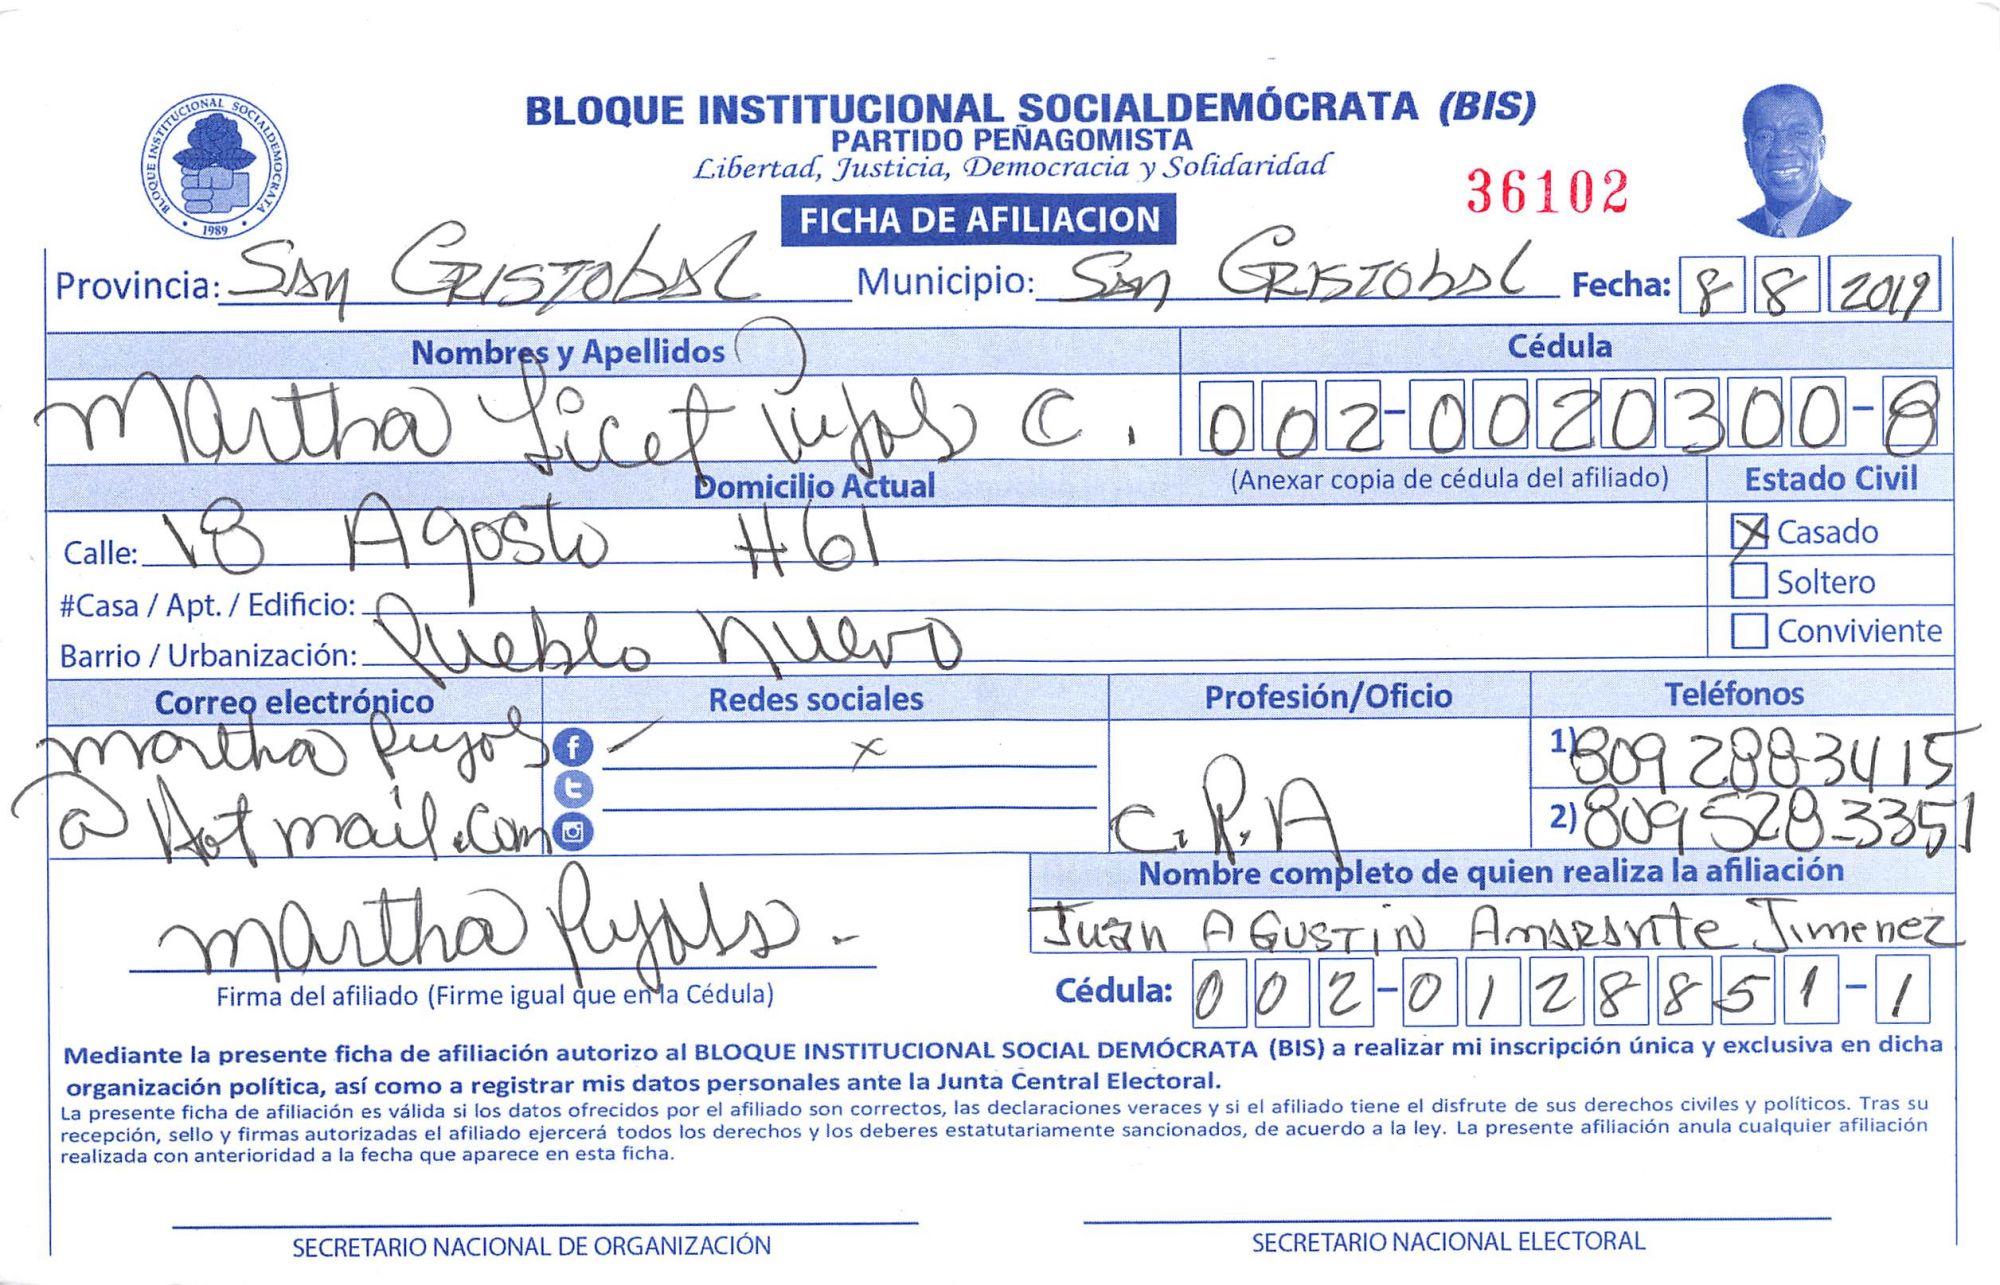 BLOQUE INSTITUCIONAL SOCIALDEMOCRATA
1989
BLOQUE INSTITUCIONAL SOCIALDEMÓCRATA (BIS)
PARTIDO PEÑAGOMISTA
Libertad, Justicia, Democracia y Solidaridad
36102
FICHA DE AFILIACION
Provincia: San Cristobal Municipio: San Cristobal Fecha: 8 8 2019
Nombres y Apellidos Cédula
Martha Licet Pujols C. 002-0020300-8
Domicilio Actual (Anexar copia de cédula del afiliado) Estado Civil
Calle: 18 Agosto #61 X Casado
#Casa / Apt. / Edificio: Soltero
Barrio / Urbanización: Pueblo Nuevo Conviviente
Correo electrónico Redes sociales Profesión/Oficio Teléfonos
martha Pujols x 1) 809 288-3415
@ Hotmail.com C.P.A 2) 809 528-3351
Nombre completo de quien realiza la afiliación
Martha Pujols Juan Agustin Amarante Jimenez
Firma del afiliado (Firme igual que en la Cédula) Cédula: 002-0128851-1
Mediante la presente ficha de afiliación autorizo al BLOQUE INSTITUCIONAL SOCIAL DEMÓCRATA (BIS) a realizar mi inscripción única y exclusiva en dicha
organización política, así como a registrar mis datos personales ante la Junta Central Electoral.
La presente ficha de afiliación es válida si los datos ofrecidos por el afiliado son correctos, las declaraciones veraces y si el afiliado tiene el disfrute de sus derechos civiles y políticos. Tras su
recepción, sello y firmas autorizadas el afiliado ejercerá todos los derechos y los deberes estatutariamente sancionados, de acuerdo a la ley. La presente afiliación anula cualquier afiliación
realizada con anterioridad a la fecha que aparece en esta ficha.
SECRETARIO NACIONAL DE ORGANIZACIÓN SECRETARIO NACIONAL ELECTORAL